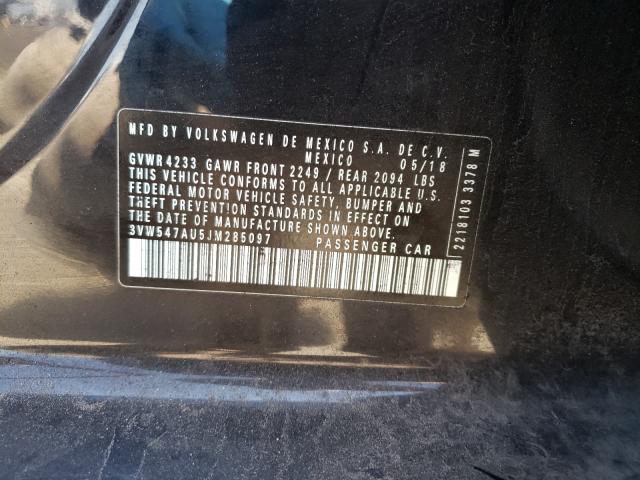 MFD BY VOLKSWAGEN DE MEXICO S.A. DE C.V.
MEXICO 05/18
GVWR 4233 GAWR FRONT 2249 / REAR 2094 LBS
THIS VEHICLE CONFORMS TO ALL APPLICABLE U.S.
FEDERAL MOTOR VEHICLE SAFETY, BUMPER AND
THEFT PREVENTION STANDARDS IN EFFECT ON
THE DATE OF MANUFACTURE SHOWN ABOVE
3VW547AU5JM285097 PASSENGER CAR
2218103 3378 M